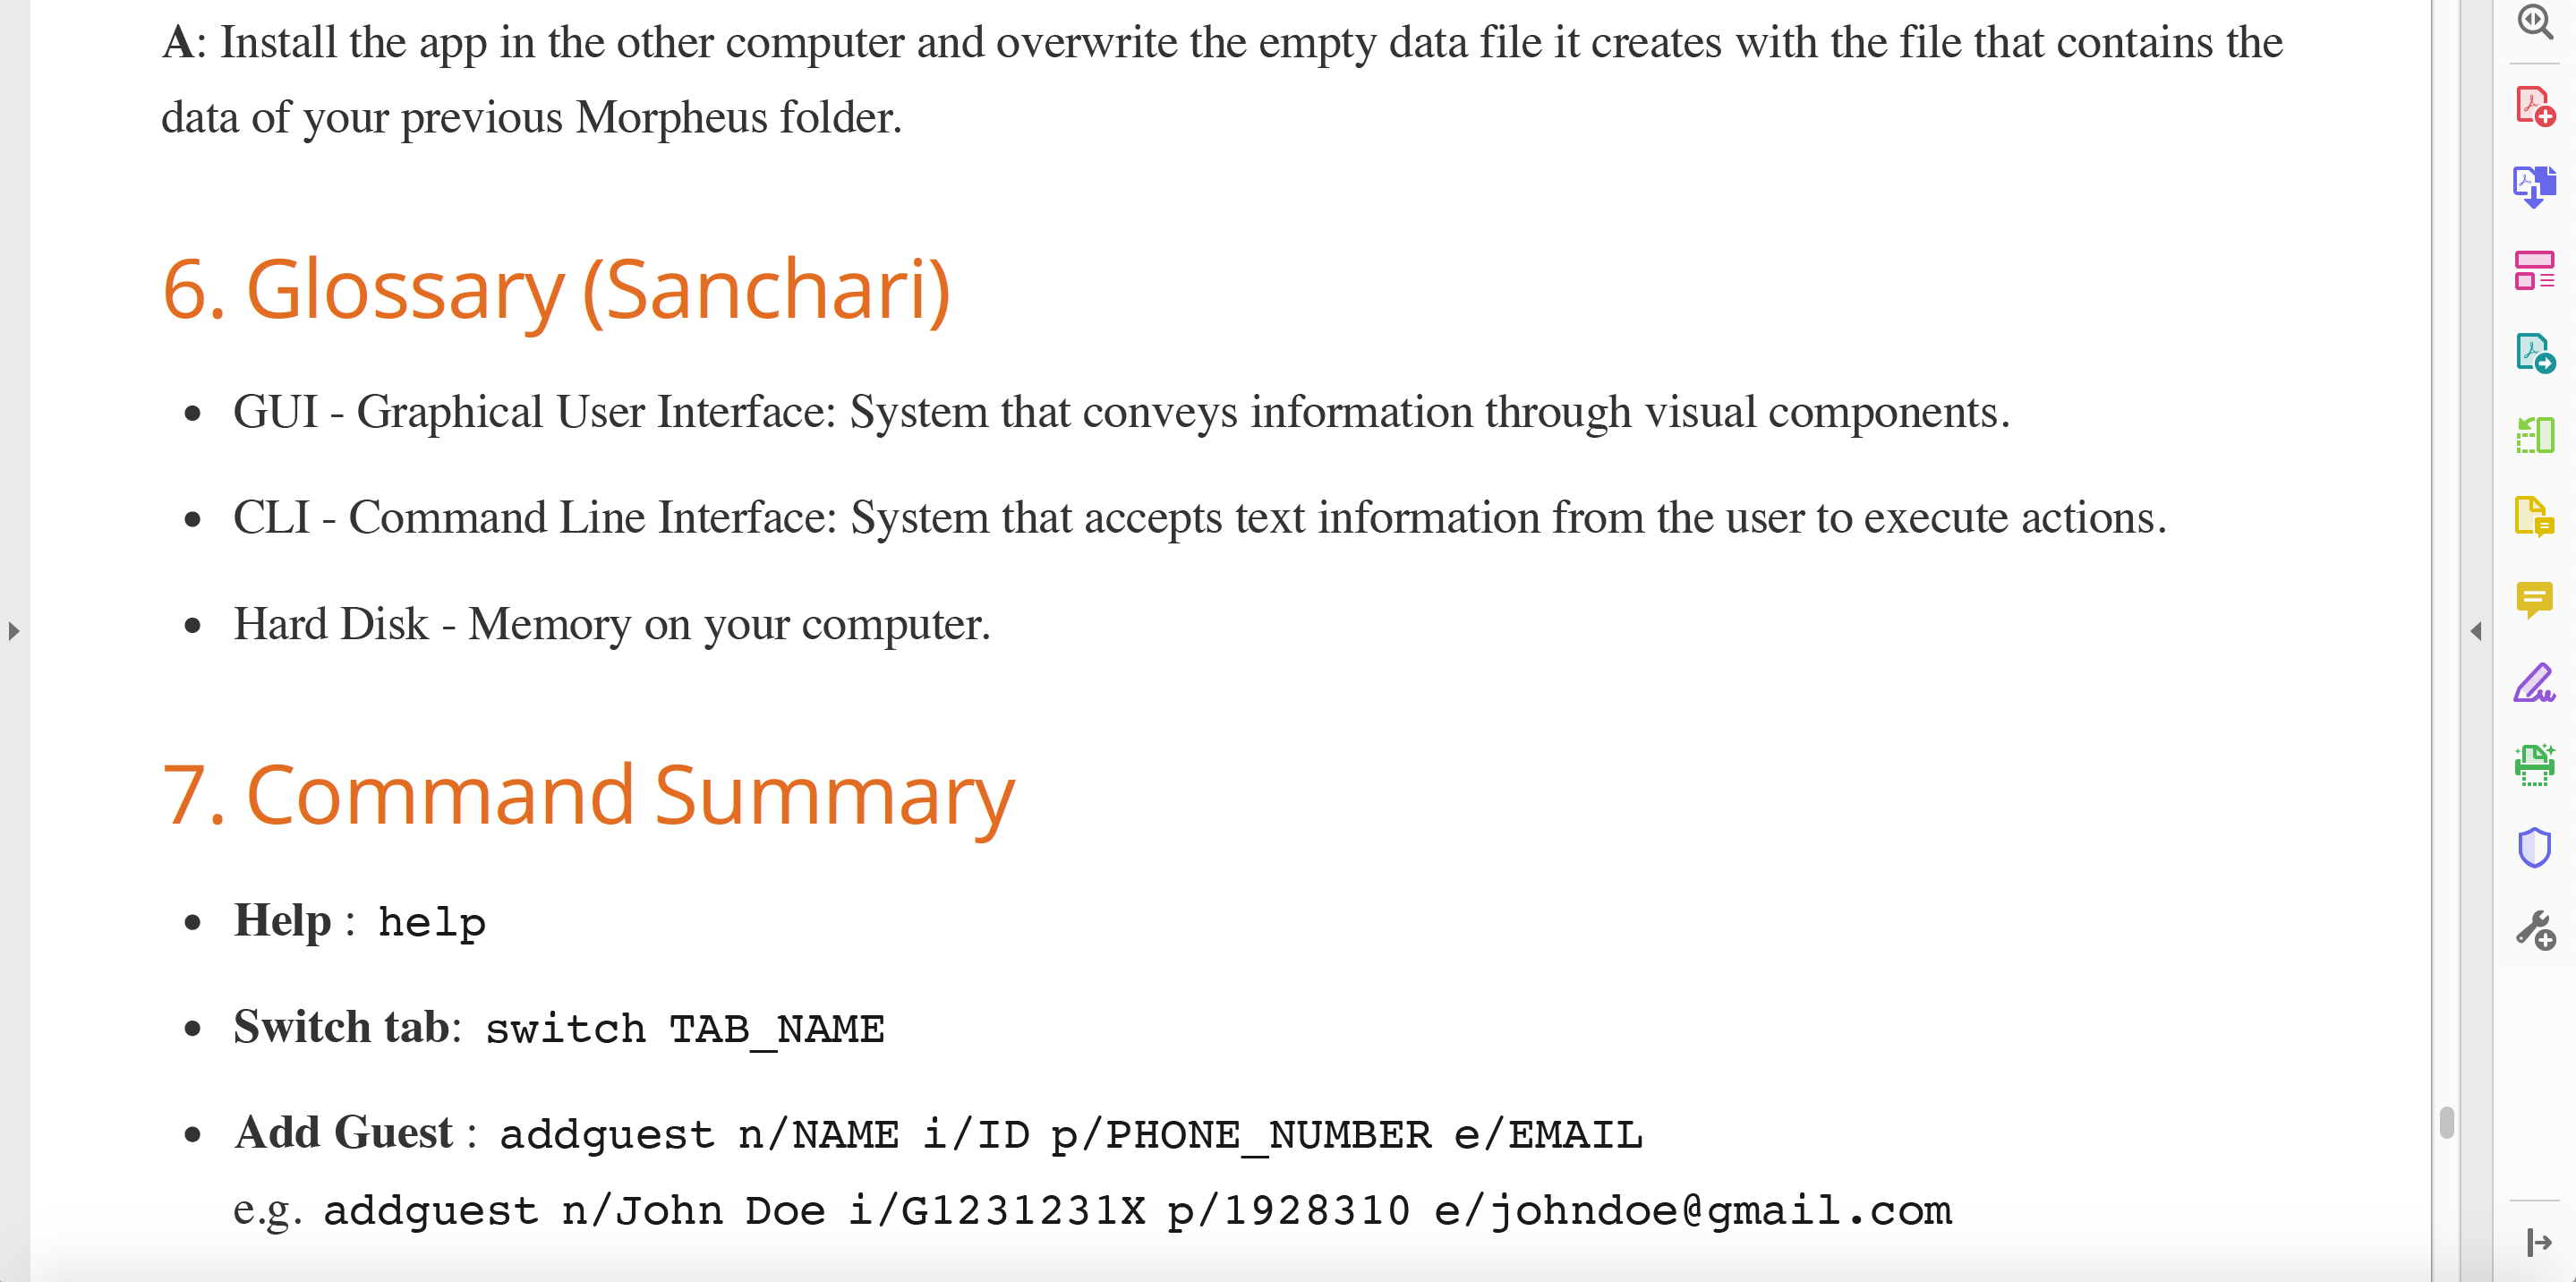 A: Install the app in the other computer and overwrite the empty data file it creates with the file that contains the
data of your previous Morpheus folder.
6. Glossary (Sanchari)
• GUI - Graphical User Interface: System that conveys information through visual components.
• CLI - Command Line Interface: System that accepts text information from the user to execute actions.
• Hard Disk - Memory on your computer.
7. Command Summary
• Help : help
• Switch tab: switch TAB_NAME
• Add Guest : addguest n/NAME i/ID p/PHONE_NUMBER e/EMAIL
e.g. addguest n/John Doe i/G1231231X p/1928310 e/johndoe@gmail.com